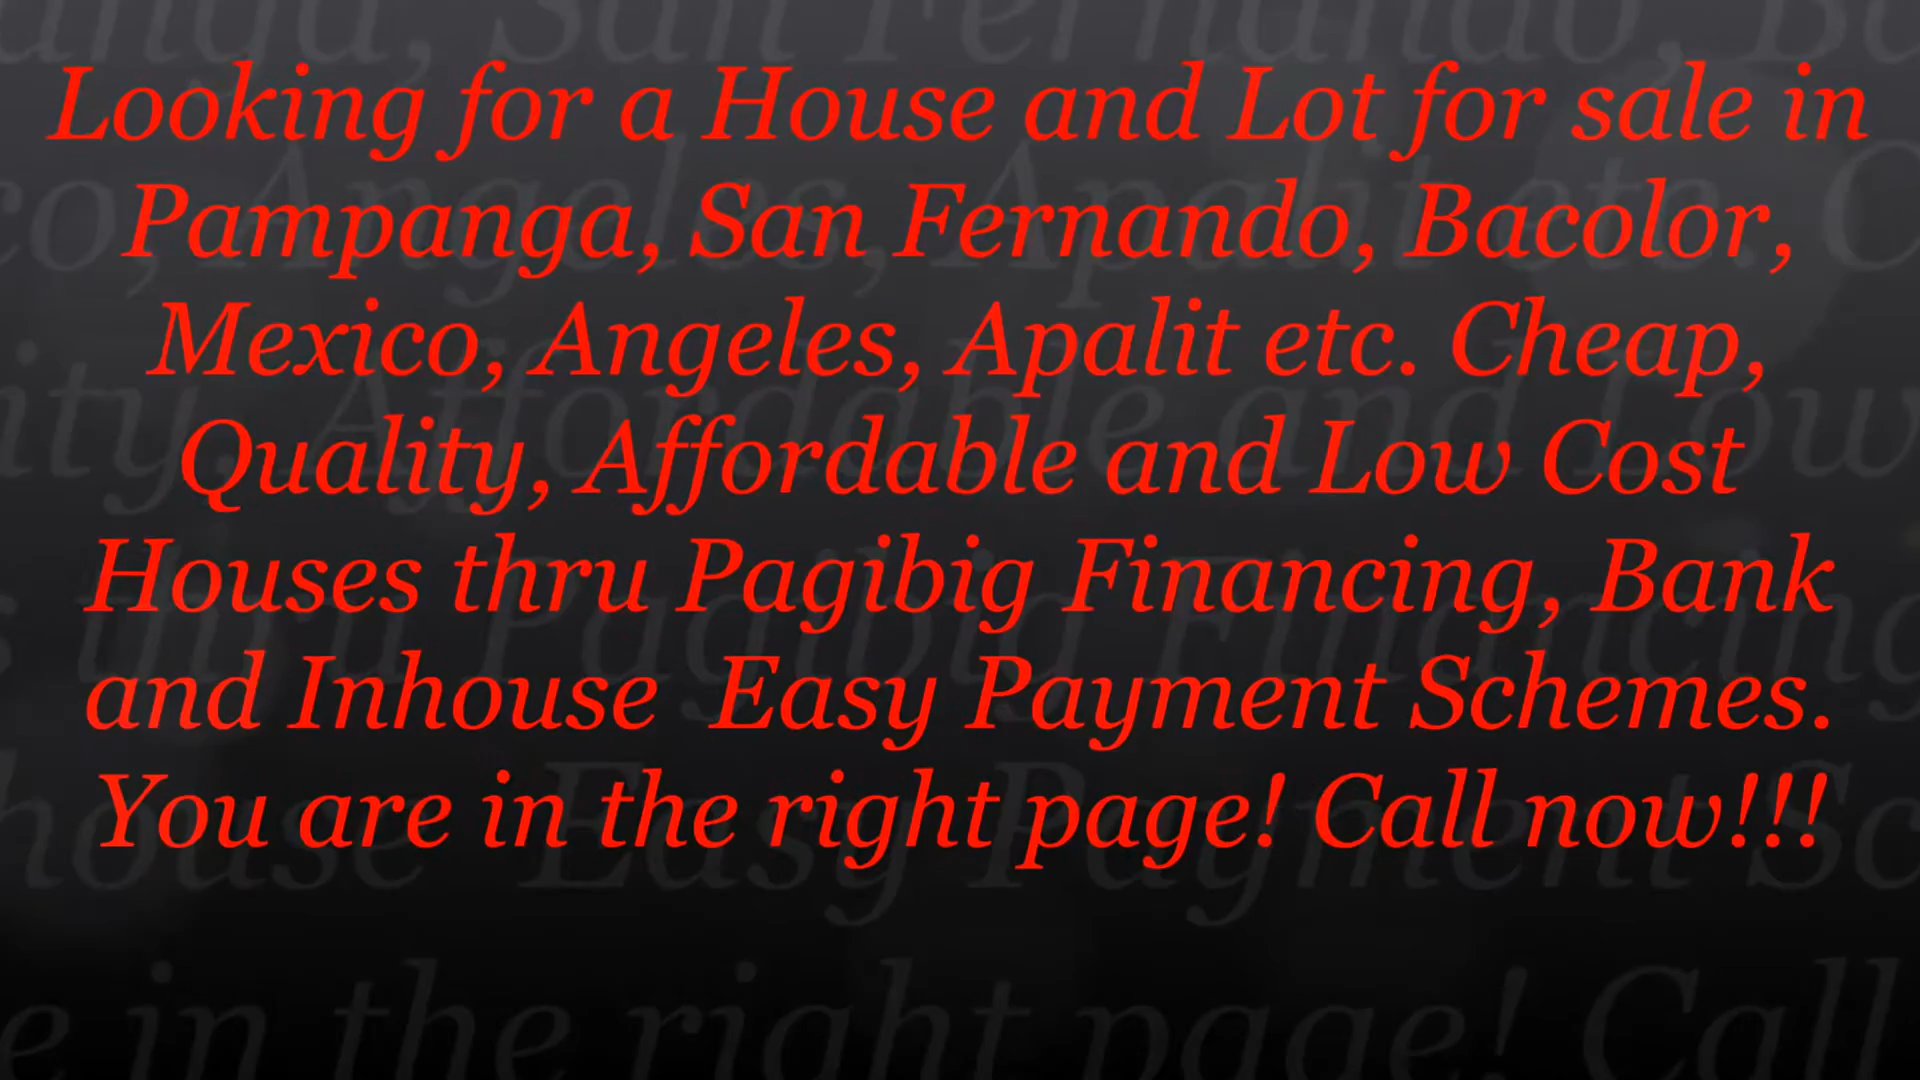 Looking for a House and Lot for sale in
Pampanga, San Fernando, Bacolor,
Mexico, Angeles, Apalit etc. Cheap,
Quality, Affordable and Low Cost
Houses thru Pagibig Financing, Bank
and Inhouse  Easy Payment Schemes.
You are in the right page! Call now!!!